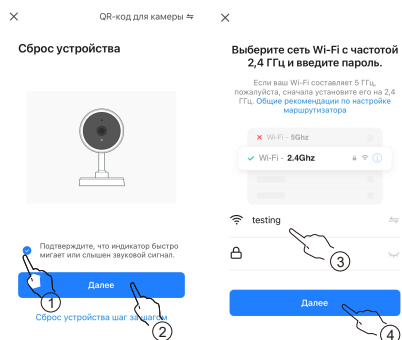 QR-код для камеры
Сброс устройства
Подтвердите, что индикатор быстро
мигает или слышен звуковой сигнал.
Далее
Сброс устройства шаг за шагом
1
2
Выберите сеть Wi-Fi с частотой
2,4 ГГц и введите пароль.
Если ваш Wi-Fi составляет 5 ГГц,
пожалуйста, сначала установите его на 2,4
ГГц. Общие рекомендации по настройке
маршрутизатора
Wi-Fi - 5Ghz
Wi-Fi - 2.4Ghz
testing
3
Далее
4